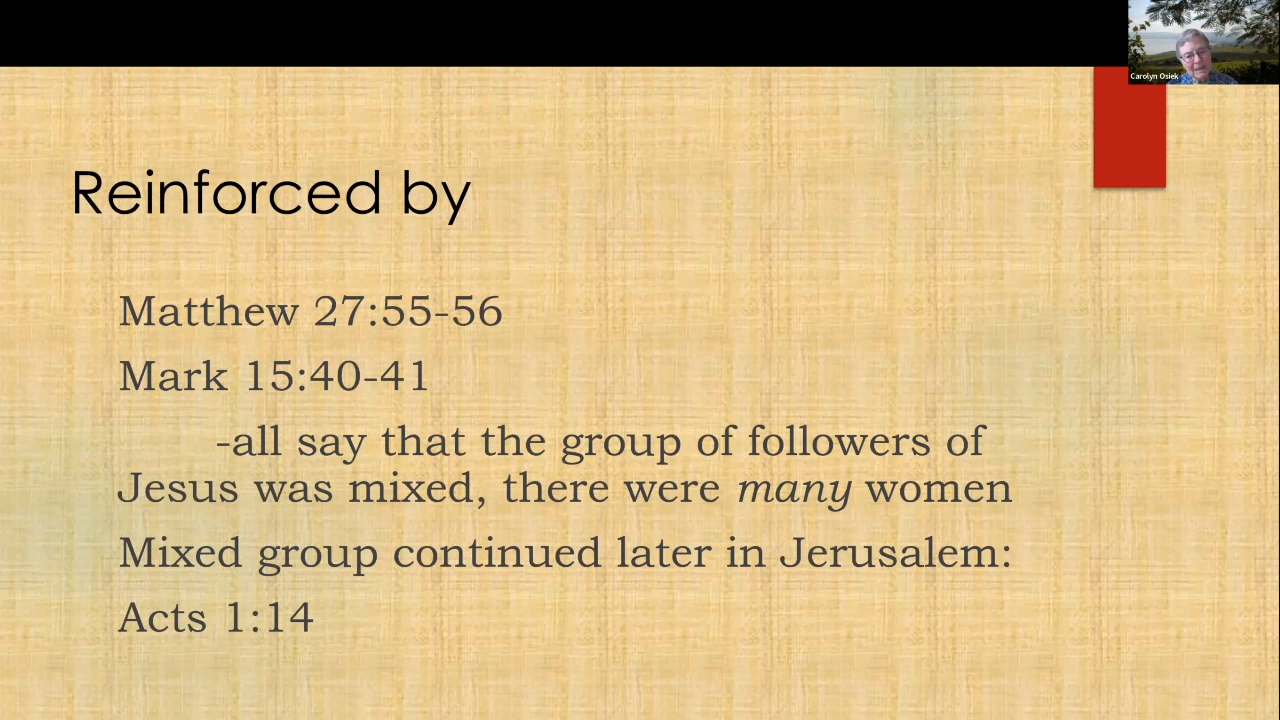 Carolyn Osiek
Reinforced by
Matthew 27:55-56
Mark 15:40-41
-all say that the group of followers of
Jesus was mixed, there were many women
Mixed group continued later in Jerusalem:
Acts 1:14